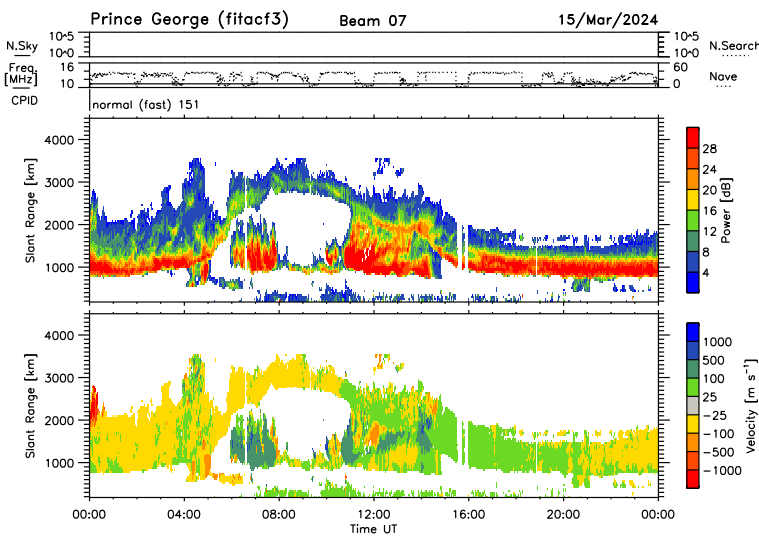 Prince George (fitacf3) Beam 07 15/Mar/2024
N.Sky 10^5 10^0 10^5 10^0 N.Search
Freq [MHz] 16 10 60 0 Nave
CPID normal (fast) 151
Slant Range [km] 4000 3000 2000 1000
Power [dB] 28 24 20 16 12 8 4
Slant Range [km] 4000 3000 2000 1000
Velocity [m s⁻¹] 1000 500 100 25 −25 −100 −500 −1000
00:00 04:00 08:00 12:00 16:00 20:00 00:00
Time UT